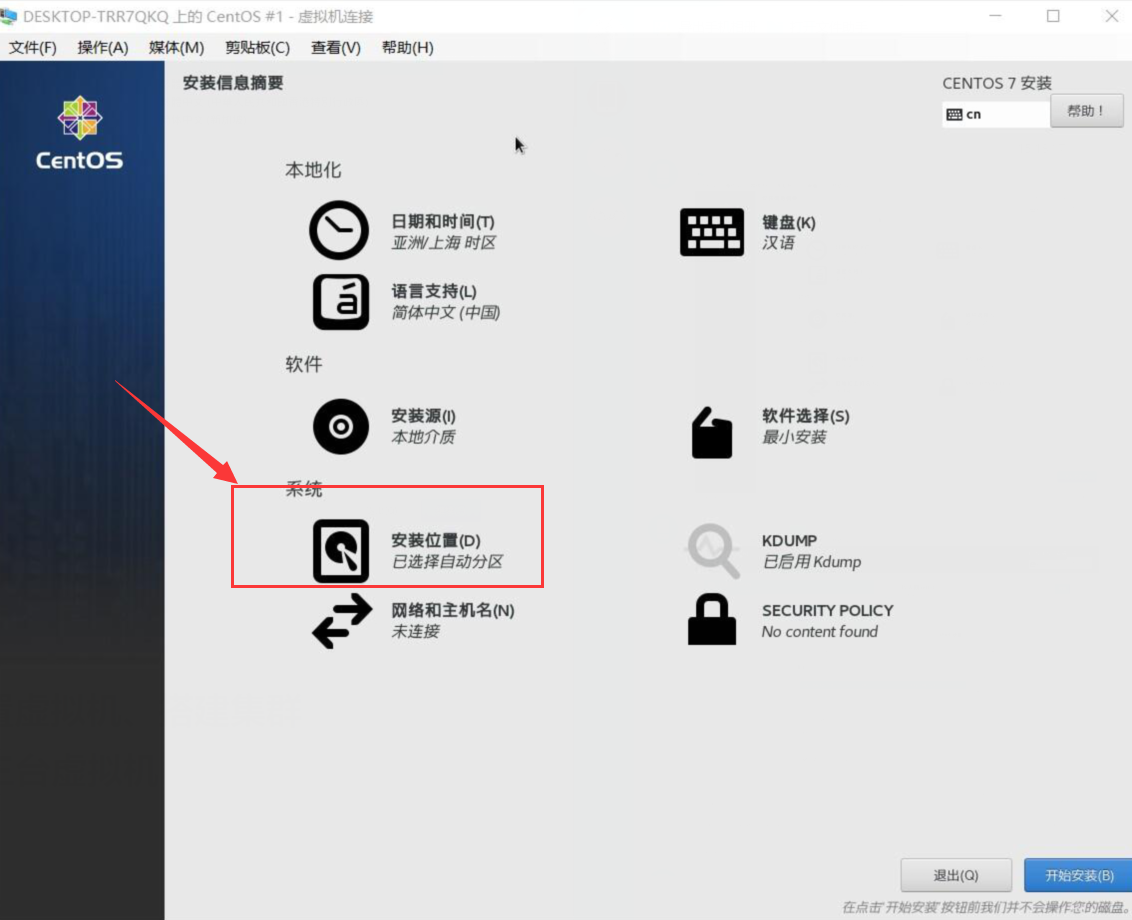 DESKTOP-TRR7QKQ 上的 CentOS #1 - 虚拟机连接
文件(F) 操作(A) 媒体(M) 剪贴板(C) 查看(V) 帮助(H)
安装信息摘要
CENTOS 7 安装
cn
帮助！
CentOS
本地化
日期和时间(T)
亚洲/上海 时区
键盘(K)
汉语
语言支持(L)
简体中文 (中国)
软件
安装源(I)
本地介质
软件选择(S)
最小安装
系统
安装位置(D)
已选择自动分区
KDUMP
已启用 Kdump
网络和主机名(N)
未连接
SECURITY POLICY
No content found
退出(Q)
开始安装(B)
在点击'开始安装'按钮前我们并不会操作您的磁盘。